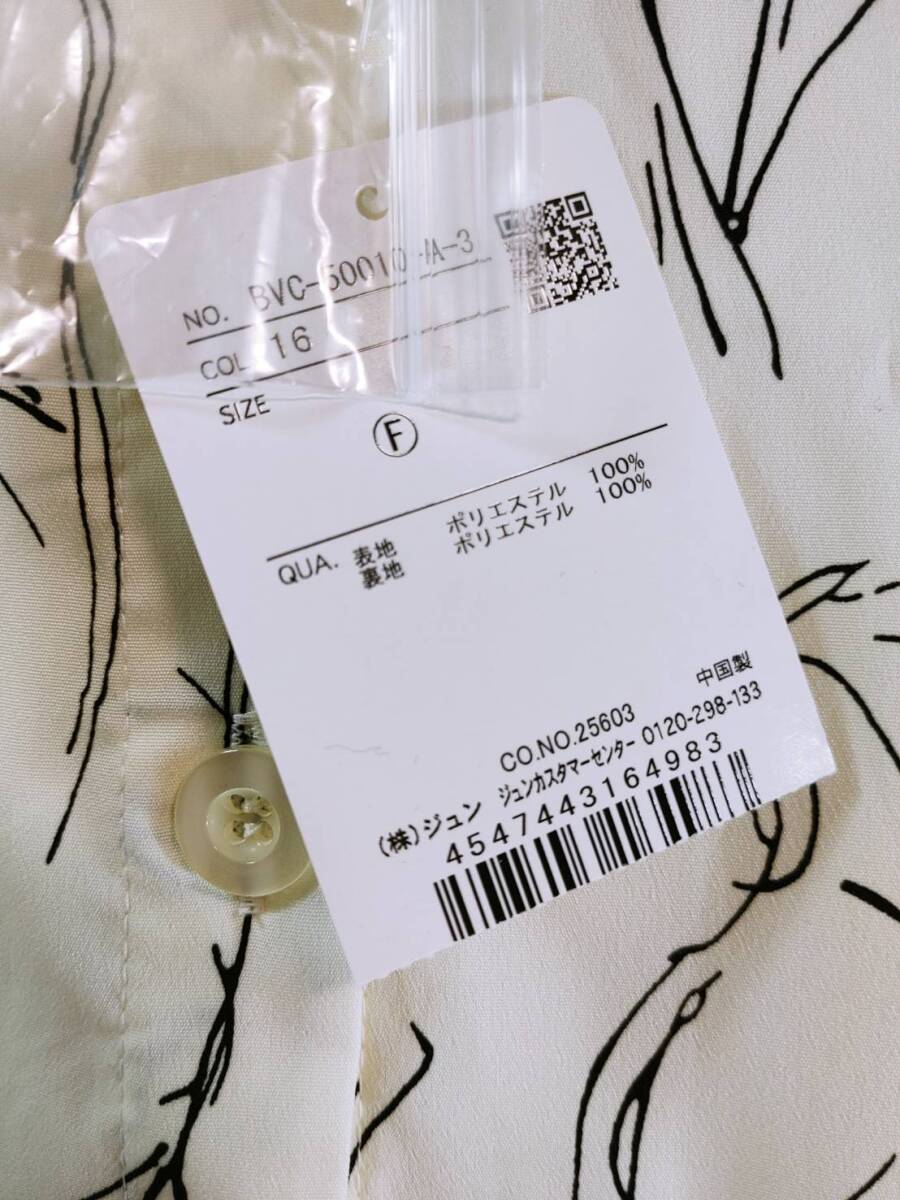 NO. BVC-50010-A-3
COL 16
SIZE
F
QUA. 表地 ポリエステル 100%
裏地 ポリエステル 100%
中国製
CO.NO.25603
(株)ジュン ジュンカスタマーセンター 0120-298-133
4547443164983